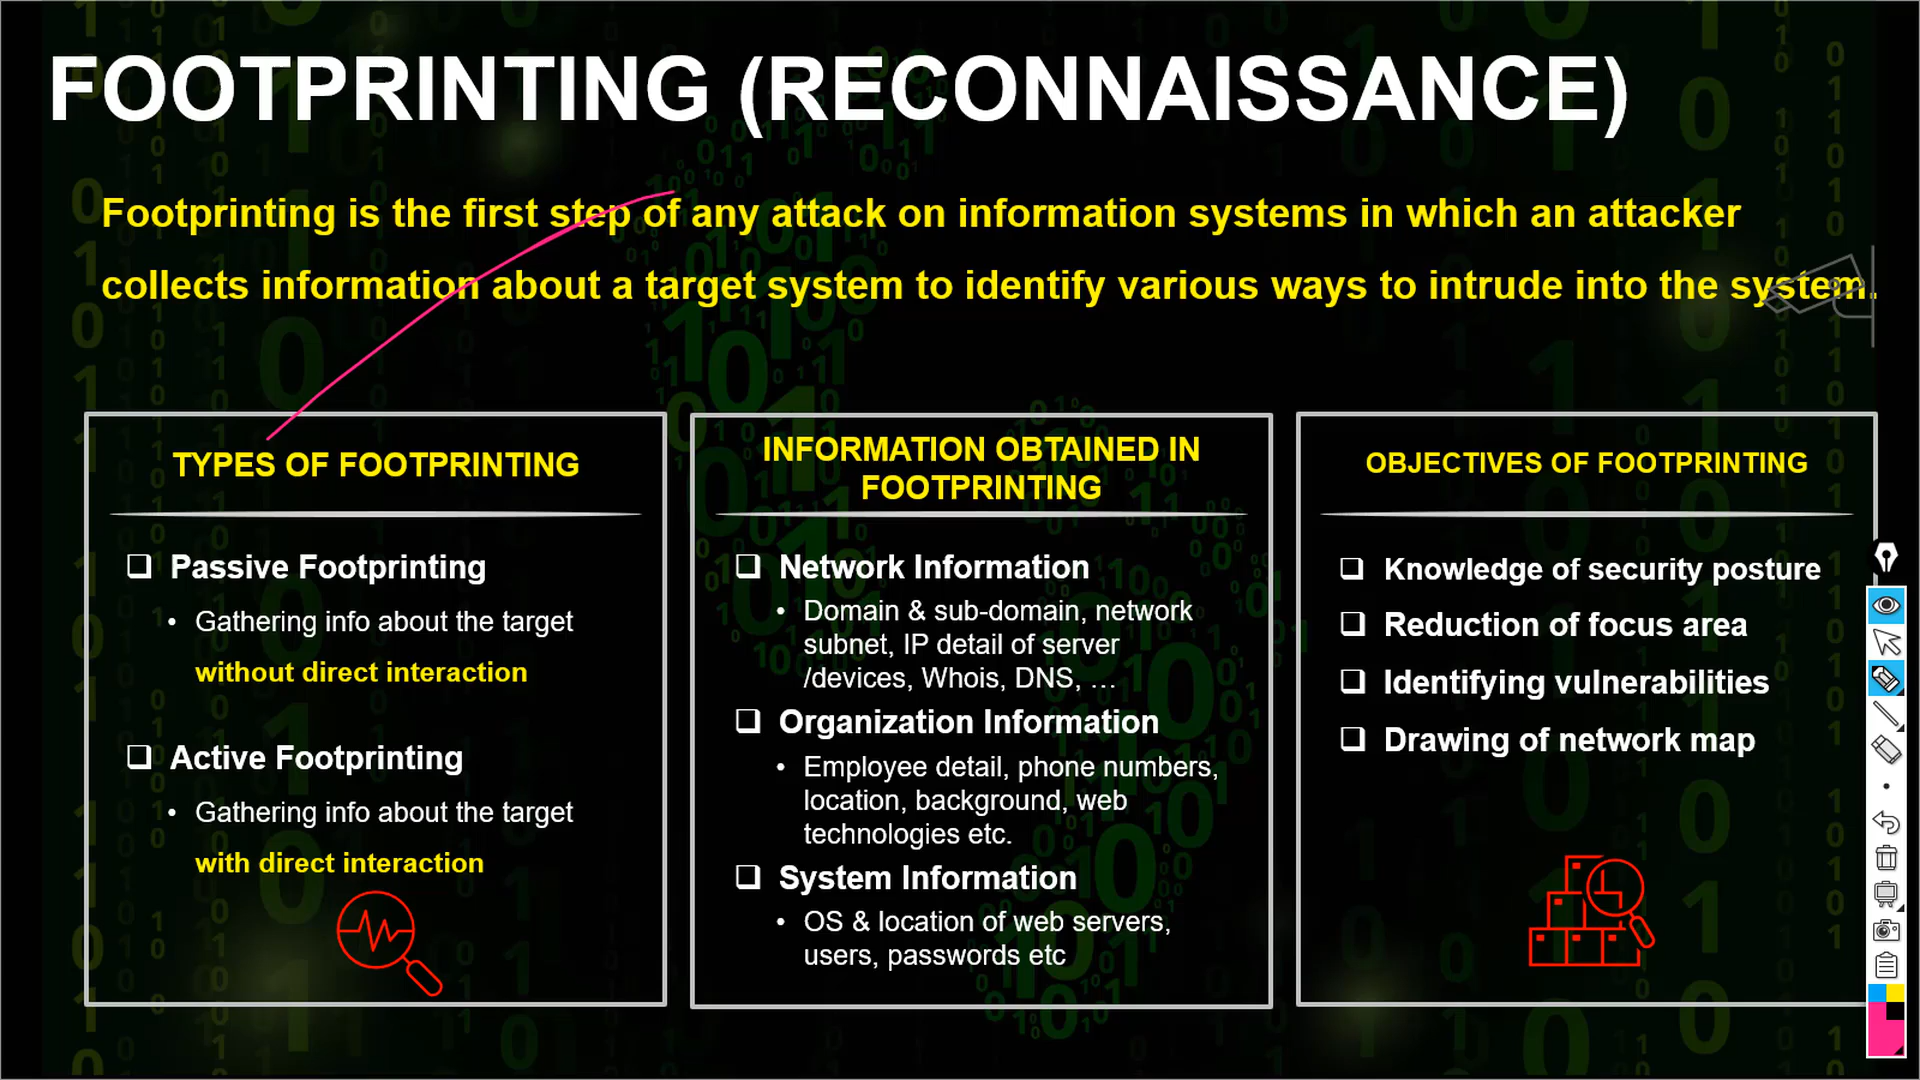 FOOTPRINTING (RECONNAISSANCE)
Footprinting is the first step of any attack on information systems in which an attacker
collects information about a target system to identify various ways to intrude into the system.
TYPES OF FOOTPRINTING
❑ Passive Footprinting
• Gathering info about the target
without direct interaction
❑ Active Footprinting
• Gathering info about the target
with direct interaction
INFORMATION OBTAINED IN
FOOTPRINTING
❑ Network Information
• Domain & sub-domain, network
subnet, IP detail of server
/devices, Whois, DNS, …
❑ Organization Information
• Employee detail, phone numbers,
location, background, web
technologies etc.
❑ System Information
• OS & location of web servers,
users, passwords etc
OBJECTIVES OF FOOTPRINTING
❑ Knowledge of security posture
❑ Reduction of focus area
❑ Identifying vulnerabilities
❑ Drawing of network map